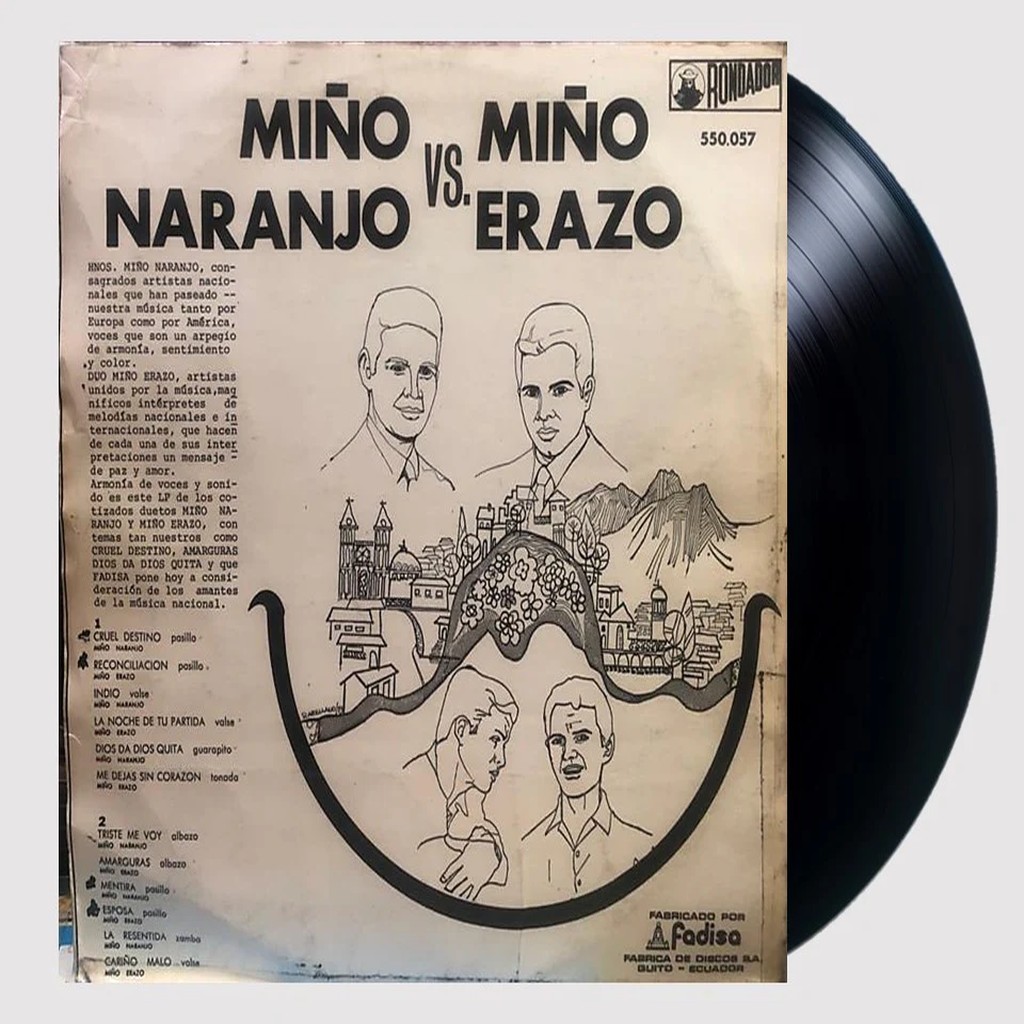 RONDADOR
550.057
MIÑO VS. MIÑO
NARANJO ERAZO
HNOS. MIÑO NARANJO, con-
sagrados artistas nacio-
nales que han paseado --
nuestra música tanto por
Europa como por América,
voces que son un arpegio
de armonía, sentimiento
y color.
DUO MIÑO ERAZO, artistas
unidos por la música,mag
níficos intérpretes de
melodías nacionales e in
ternacionales, que hacen
de cada una de sus inter
pretaciones un mensaje -
de paz y amor.
Armonía de voces y soni-
do es este LP de los co-
tizados duetos MIÑO NA-
RANJO Y MIÑO ERAZO, con
temas tan nuestros como
CRUEL DESTINO, AMARGURAS
DIOS DA DIOS QUITA y que
FADISA pone hoy a consi-
deración de los amantes
de la música nacional.
1
CRUEL DESTINO pasillo
MIÑO NARANJO
RECONCILIACION pasillo
MIÑO ERAZO
INDIO valse
MIÑO NARANJO
LA NOCHE DE TU PARTIDA valse
MIÑO ERAZO
DIOS DA DIOS QUITA guarapito
MIÑO NARANJO
ME DEJAS SIN CORAZON tonada
MIÑO ERAZO
2
TRISTE ME VOY albazo
MIÑO NARANJO
AMARGURAS albazo
MIÑO ERAZO
MENTIRA pasillo
MIÑO NARANJO
ESPOSA pasillo
MIÑO ERAZO
LA RESENTIDA zamba
MIÑO NARANJO
CARIÑO MALO valse
MIÑO ERAZO
FABRICADO POR
fadisa
FABRICA DE DISCOS S.A.
QUITO - ECUADOR